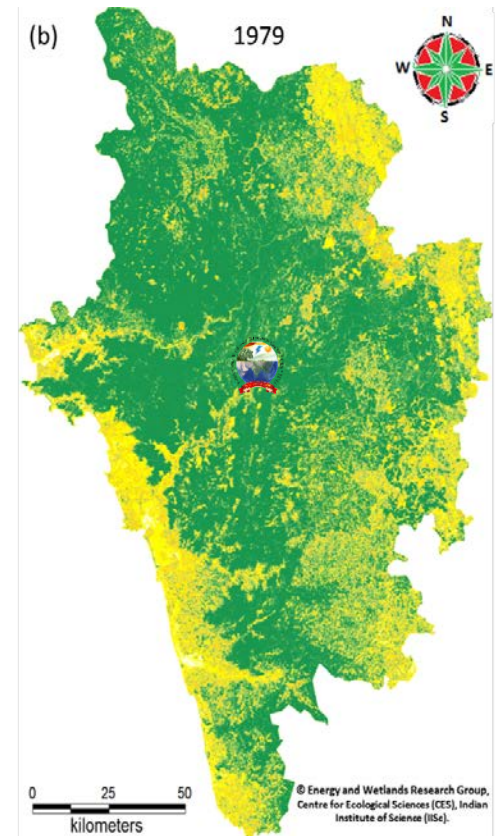 (b)
1979
N
W E
S
0 25 50
kilometers
© Energy and Wetlands Research Group,
Centre for Ecological Sciences (CES), Indian
Institute of Science (IISc).